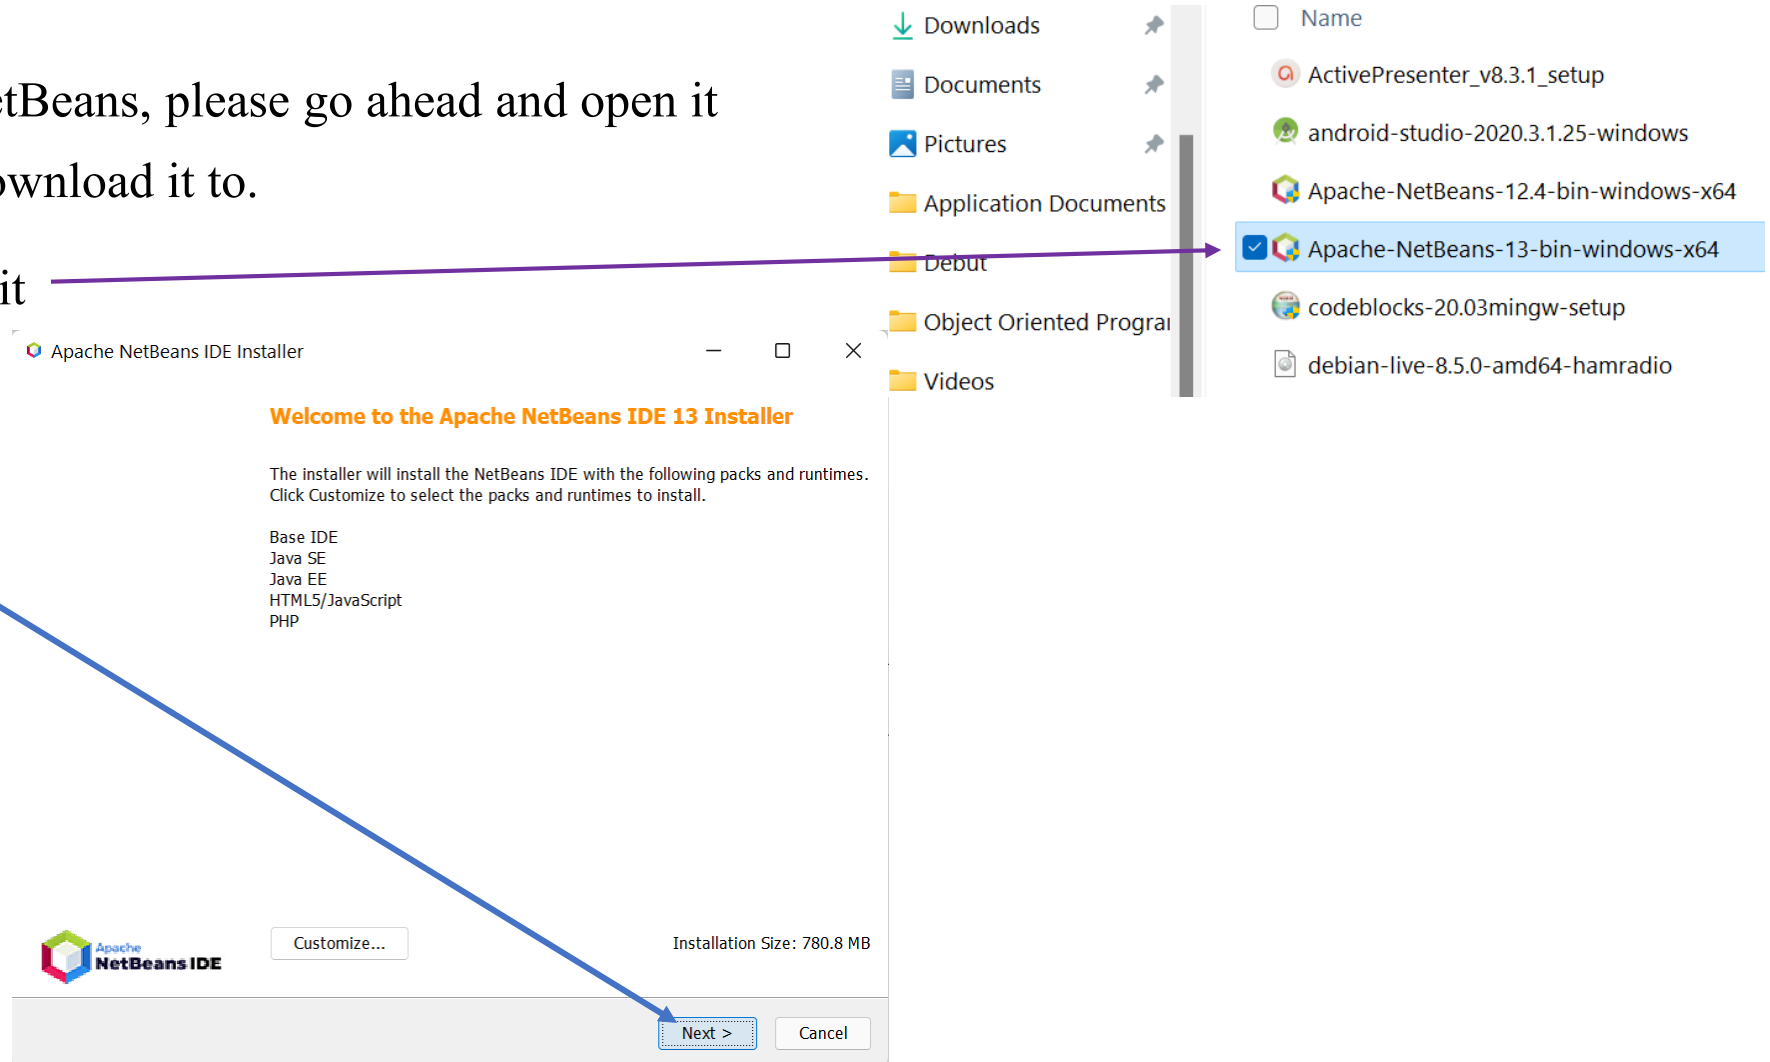 etBeans, please go ahead and open it
ownload it to.
it
Downloads
Documents
Pictures
Application Documents
Debut
Object Oriented Progra
Videos
Name
ActivePresenter_v8.3.1_setup
android-studio-2020.3.1.25-windows
Apache-NetBeans-12.4-bin-windows-x64
Apache-NetBeans-13-bin-windows-x64
codeblocks-20.03mingw-setup
debian-live-8.5.0-amd64-hamradio
Apache NetBeans IDE Installer
Welcome to the Apache NetBeans IDE 13 Installer
The installer will install the NetBeans IDE with the following packs and runtimes.
Click Customize to select the packs and runtimes to install.
Base IDE
Java SE
Java EE
HTML5/JavaScript
PHP
Apache
NetBeans IDE
Customize...
Installation Size: 780.8 MB
Next >
Cancel